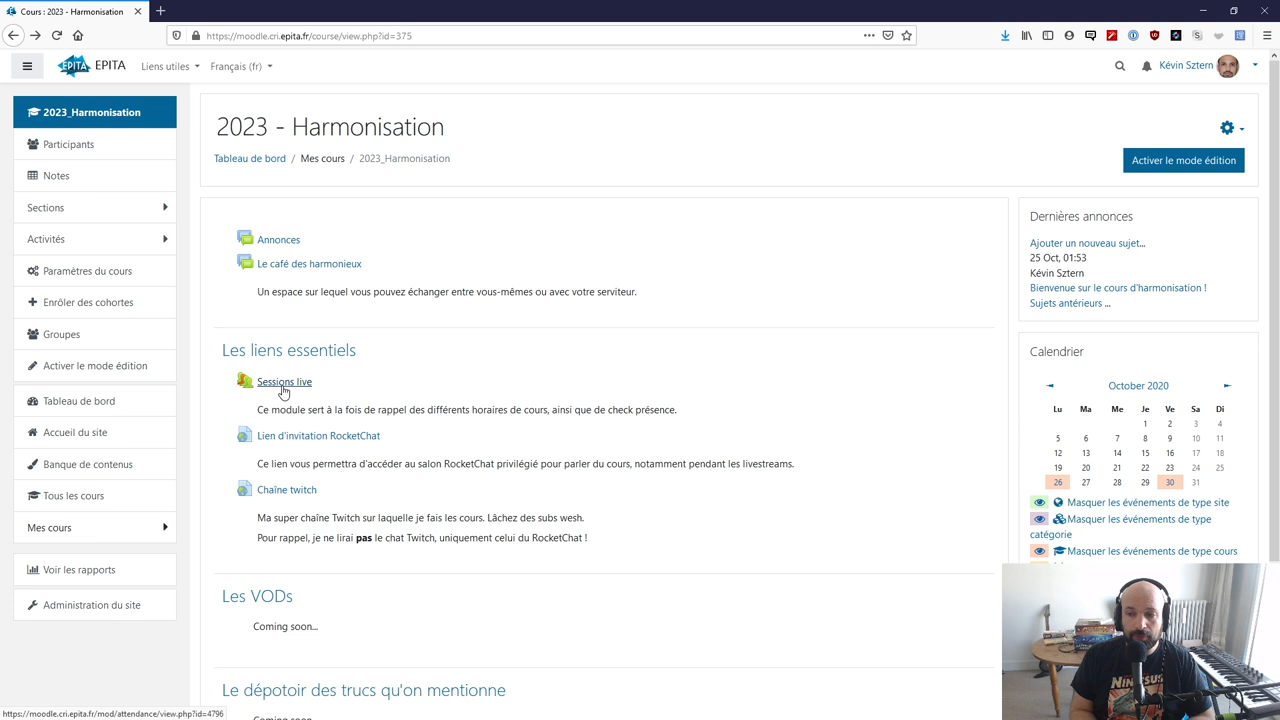 Cours : 2023 - Harmonisation
https://moodle.cri.epita.fr/course/view.php?id=375
EPITA
EPITA
Liens utiles
Français (fr)
Kévin Sztern
2023_Harmonisation
Participants
Notes
Sections
Activités
Paramètres du cours
Enrôler des cohortes
Groupes
Activer le mode édition
Tableau de bord
Accueil du site
Banque de contenus
Tous les cours
Mes cours
Voir les rapports
Administration du site
2023 - Harmonisation
Tableau de bord / Mes cours / 2023_Harmonisation
Activer le mode édition
Annonces
Le café des harmonieux
Un espace sur lequel vous pouvez échanger entre vous-mêmes ou avec votre serviteur.
Les liens essentiels
Sessions live
Ce module sert à la fois de rappel des différents horaires de cours, ainsi que de check présence.
Lien d'invitation RocketChat
Ce lien vous permettra d'accéder au salon RocketChat privilégié pour parler du cours, notamment pendant les livestreams.
Chaîne twitch
Ma super chaîne Twitch sur laquelle je fais les cours. Lâchez des subs wesh.
Pour rappel, je ne lirai pas le chat Twitch, uniquement celui du RocketChat !
Les VODs
Coming soon...
Le dépotoir des trucs qu'on mentionne
Coming soon...
Dernières annonces
Ajouter un nouveau sujet...
25 Oct, 01:53
Kévin Sztern
Bienvenue sur le cours d'harmonisation !
Sujets antérieurs ...
Calendrier
◄ October 2020 ►
Lu Ma Me Je Ve Sa Di
1 2 3 4
5 6 7 8 9 10 11
12 13 14 15 16 17 18
19 20 21 22 23 24 25
26 27 28 29 30 31
Masquer les événements de type site
Masquer les événements de type
catégorie
Masquer les événements de type cours
https://moodle.cri.epita.fr/mod/attendance/view.php?id=4796